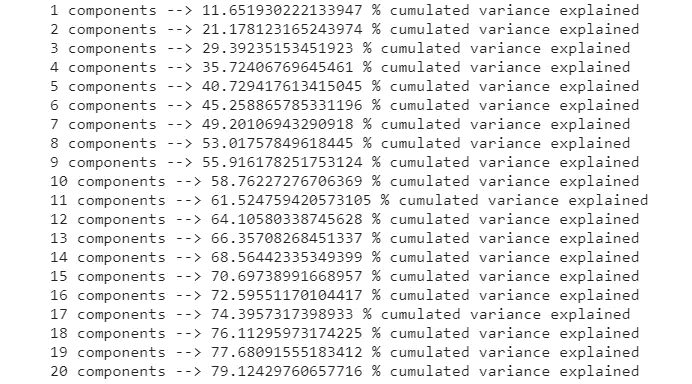 1 components --> 11.651930222133947 % cumulated variance explained
2 components --> 21.178123165243974 % cumulated variance explained
3 components --> 29.39235153451923 % cumulated variance explained
4 components --> 35.72406769645461 % cumulated variance explained
5 components --> 40.729417613415045 % cumulated variance explained
6 components --> 45.258865785331196 % cumulated variance explained
7 components --> 49.20106943290918 % cumulated variance explained
8 components --> 53.01757849618445 % cumulated variance explained
9 components --> 55.916178251753124 % cumulated variance explained
10 components --> 58.76227276706369 % cumulated variance explained
11 components --> 61.524759420573105 % cumulated variance explained
12 components --> 64.10580338745628 % cumulated variance explained
13 components --> 66.35708268451337 % cumulated variance explained
14 components --> 68.56442335349399 % cumulated variance explained
15 components --> 70.69738991668957 % cumulated variance explained
16 components --> 72.59551170104417 % cumulated variance explained
17 components --> 74.3957317398933 % cumulated variance explained
18 components --> 76.11295973174225 % cumulated variance explained
19 components --> 77.68091555183412 % cumulated variance explained
20 components --> 79.12429760657716 % cumulated variance explained